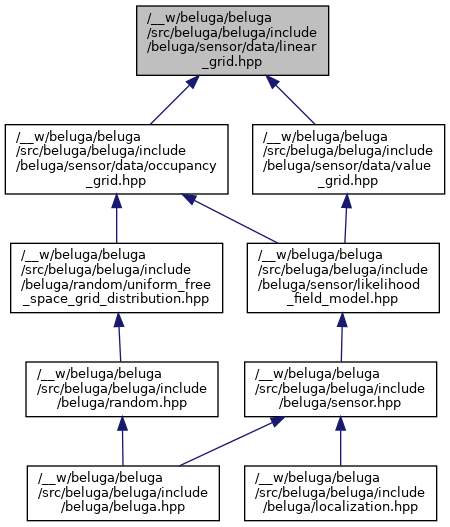 /__w/beluga/beluga
/src/beluga/beluga/include
/beluga/sensor/data/linear
_grid.hpp
/__w/beluga/beluga
/src/beluga/beluga/include
/beluga/sensor/data/occupancy
_grid.hpp
/__w/beluga/beluga
/src/beluga/beluga/include
/beluga/sensor/data/value
_grid.hpp
/__w/beluga/beluga
/src/beluga/beluga/include
/beluga/random/uniform_free
_space_grid_distribution.hpp
/__w/beluga/beluga
/src/beluga/beluga/include
/beluga/sensor/likelihood
_field_model.hpp
/__w/beluga/beluga
/src/beluga/beluga/include
/beluga/random.hpp
/__w/beluga/beluga
/src/beluga/beluga/include
/beluga/sensor.hpp
/__w/beluga/beluga
/src/beluga/beluga/include
/beluga/beluga.hpp
/__w/beluga/beluga
/src/beluga/beluga/include
/beluga/localization.hpp